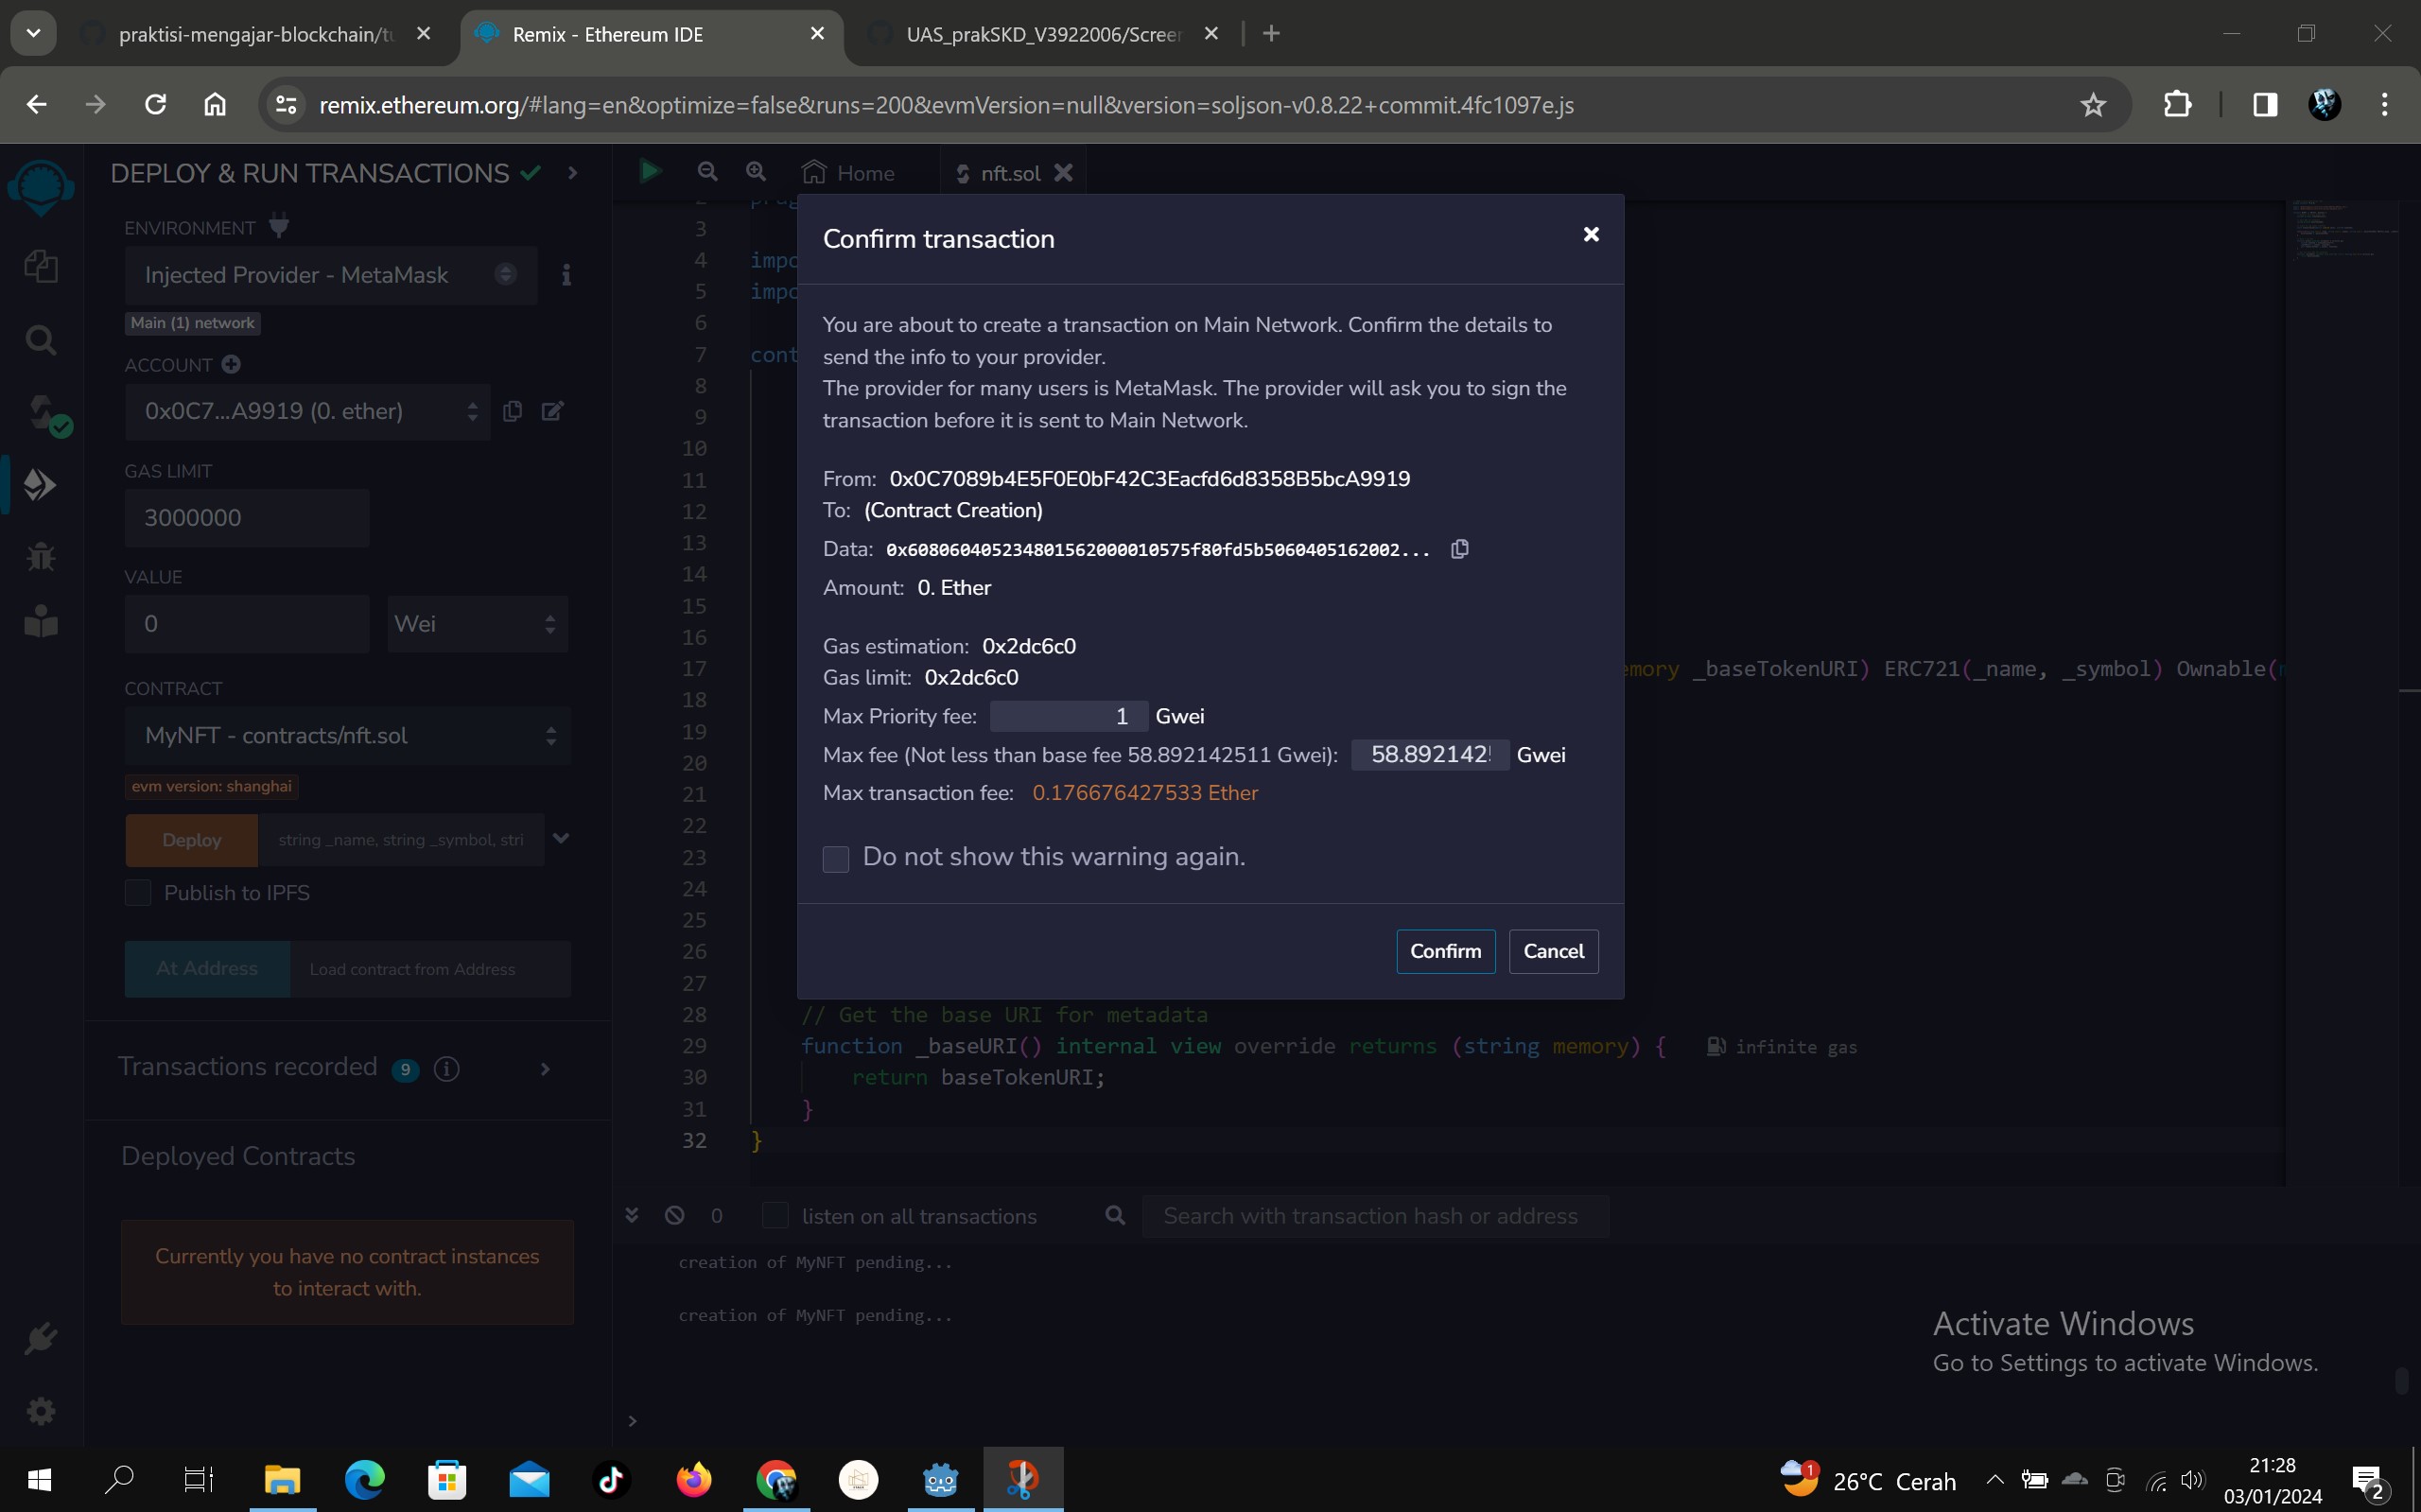 praktisi-mengajar-blockchain/tu
Remix - Ethereum IDE
UAS_prakSKD_V3922006/Screer
remix.ethereum.org/#lang=en&optimize=false&runs=200&evmVersion=null&version=soljson-v0.8.22+commit.4fc1097e.js
DEPLOY & RUN TRANSACTIONS
ENVIRONMENT
Injected Provider - MetaMask
Main (1) network
ACCOUNT
0x0C7...A9919 (0. ether)
GAS LIMIT
3000000
VALUE
0
Wei
CONTRACT
MyNFT - contracts/nft.sol
evm version: shanghai
Deploy
string _name, string _symbol, stri
Publish to IPFS
At Address
Load contract from Address
Transactions recorded 9
Deployed Contracts
Currently you have no contract instances
to interact with.
Home
nft.sol
2 prag
3
4 impo
5 impo
6
7 cont
8
9
10
11
12
13
14
15
16
17 emory _baseTokenURI) ERC721(_name, _symbol) Ownable(
18
19
20
21
22
23
24
25
26
27
28 // Get the base URI for metadata
29 function _baseURI() internal view override returns (string memory) { infinite gas
30 return baseTokenURI;
31 }
32 }
Confirm transaction
You are about to create a transaction on Main Network. Confirm the details to
send the info to your provider.
The provider for many users is MetaMask. The provider will ask you to sign the
transaction before it is sent to Main Network.
From: 0x0C7089b4E5F0E0bF42C3Eacfd6d8358B5bcA9919
To: (Contract Creation)
Data: 0x608060405234801562000010575f80fd5b5060405162002...
Amount: 0. Ether
Gas estimation: 0x2dc6c0
Gas limit: 0x2dc6c0
Max Priority fee: 1 Gwei
Max fee (Not less than base fee 58.892142511 Gwei): 58.892142 Gwei
Max transaction fee: 0.176676427533 Ether
Do not show this warning again.
Confirm
Cancel
0
listen on all transactions
Search with transaction hash or address
creation of MyNFT pending...
creation of MyNFT pending...
>
Activate Windows
Go to Settings to activate Windows.
1
26°C Cerah
21:28
03/01/2024
2